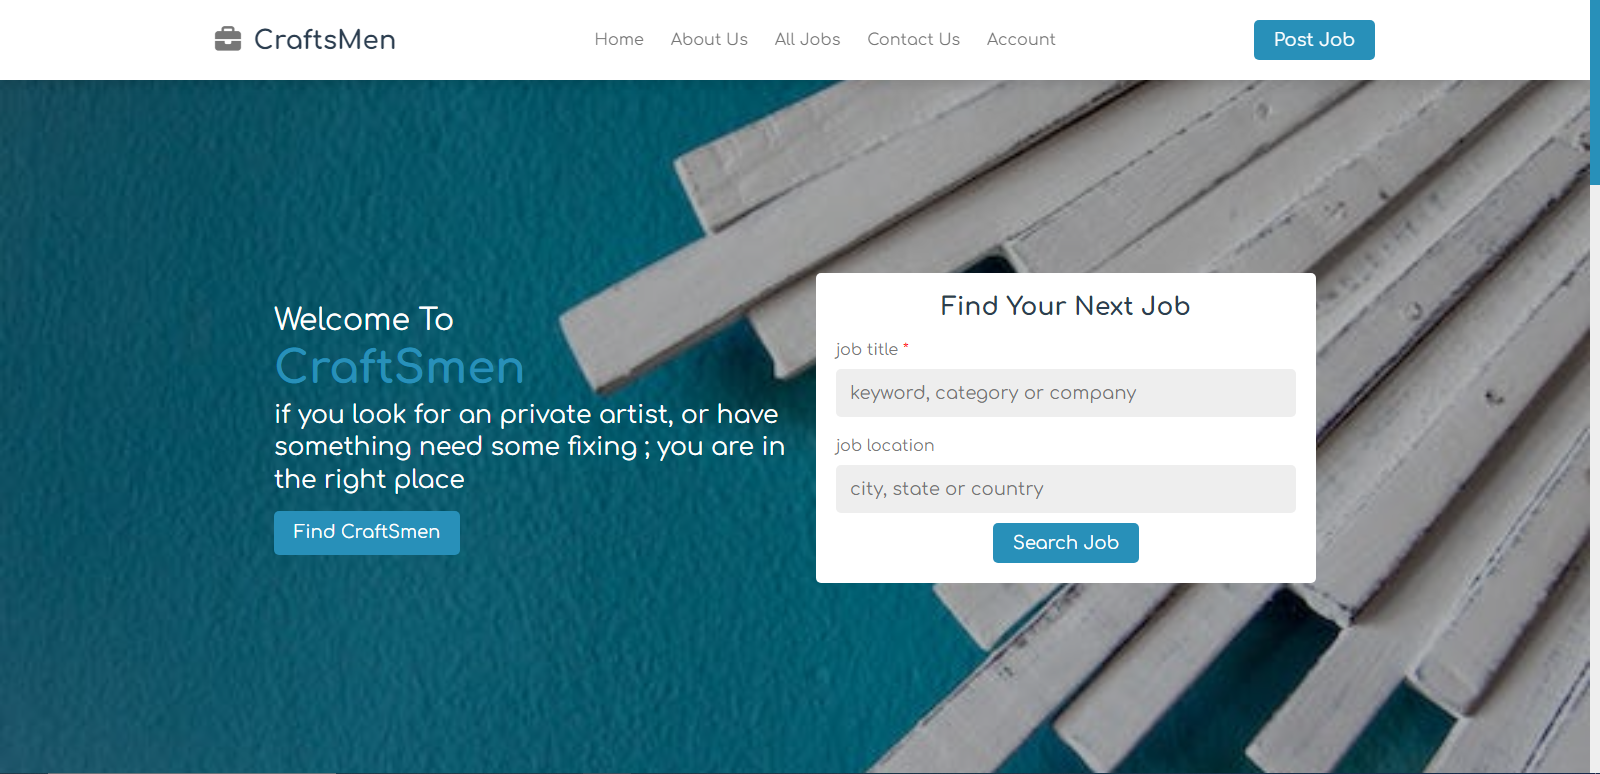 CraftsMen
Home About Us All Jobs Contact Us Account
Post Job
Welcome To
CraftSmen
if you look for an private artist, or have
something need some fixing ; you are in
the right place
Find CraftSmen
Find Your Next Job
job title *
keyword, category or company
job location
city, state or country
Search Job